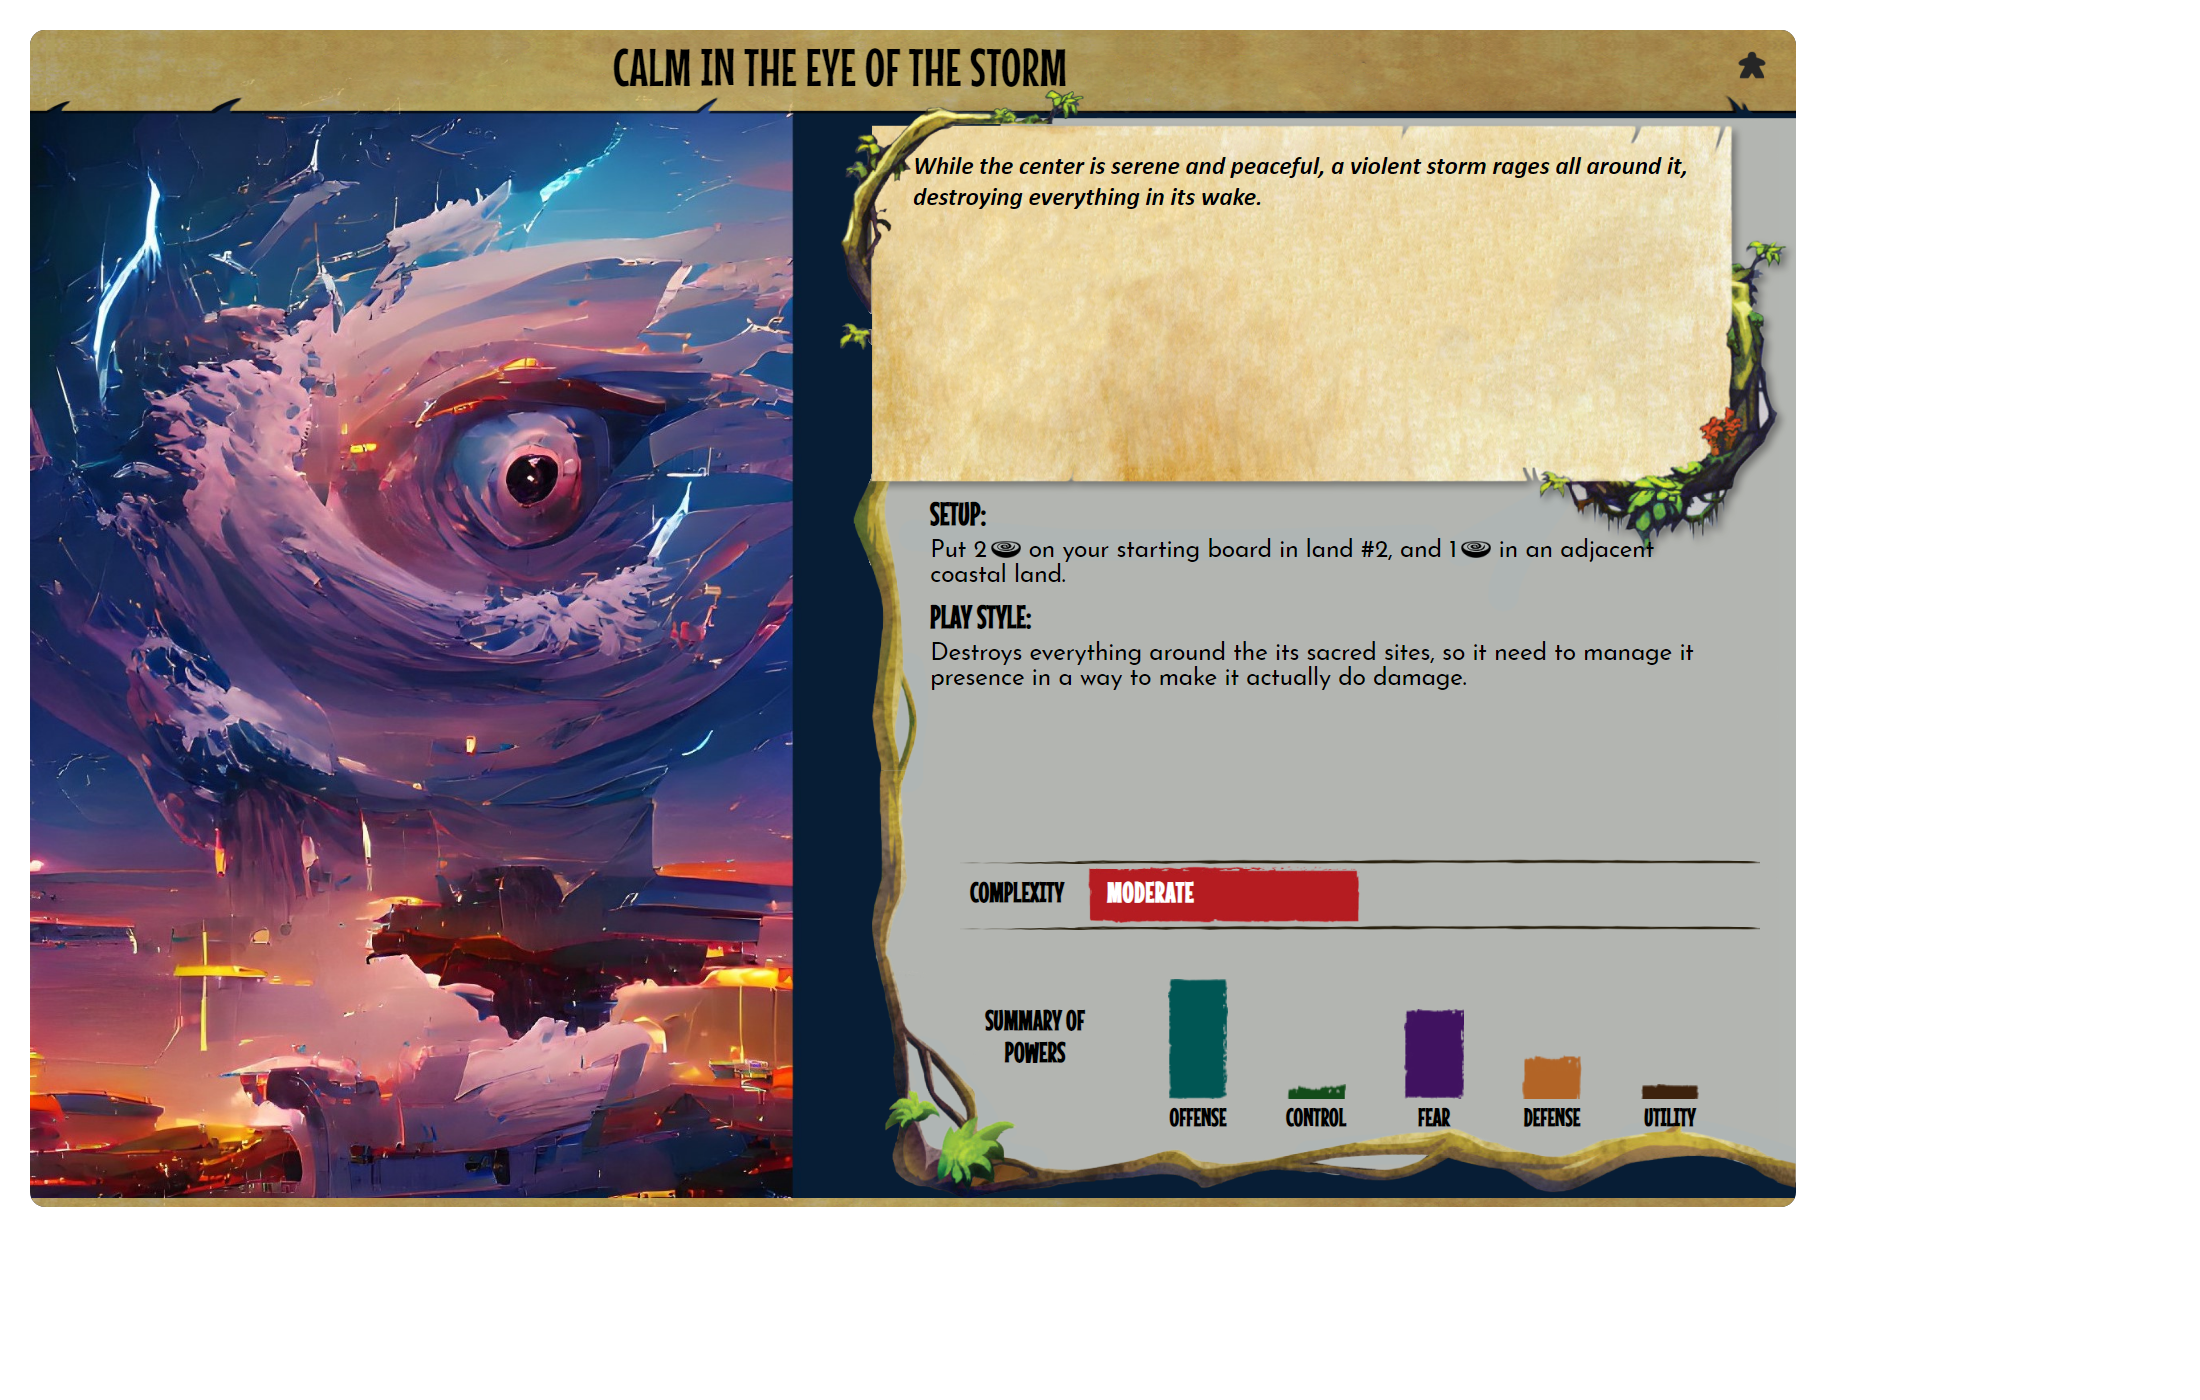 CALM IN THE EYE OF THE STORM
While the center is serene and peaceful, a violent storm rages all around it,
destroying everything in its wake.
SETUP:
Put 2 on your starting board in land #2, and 1 in an adjacent
coastal land.
PLAY STYLE:
Destroys everything around the its sacred sites, so it need to manage it
presence in a way to make it actually do damage.
COMPLEXITY MODERATE
SUMMARY OF
POWERS
OFFENSE CONTROL FEAR DEFENSE UTILITY